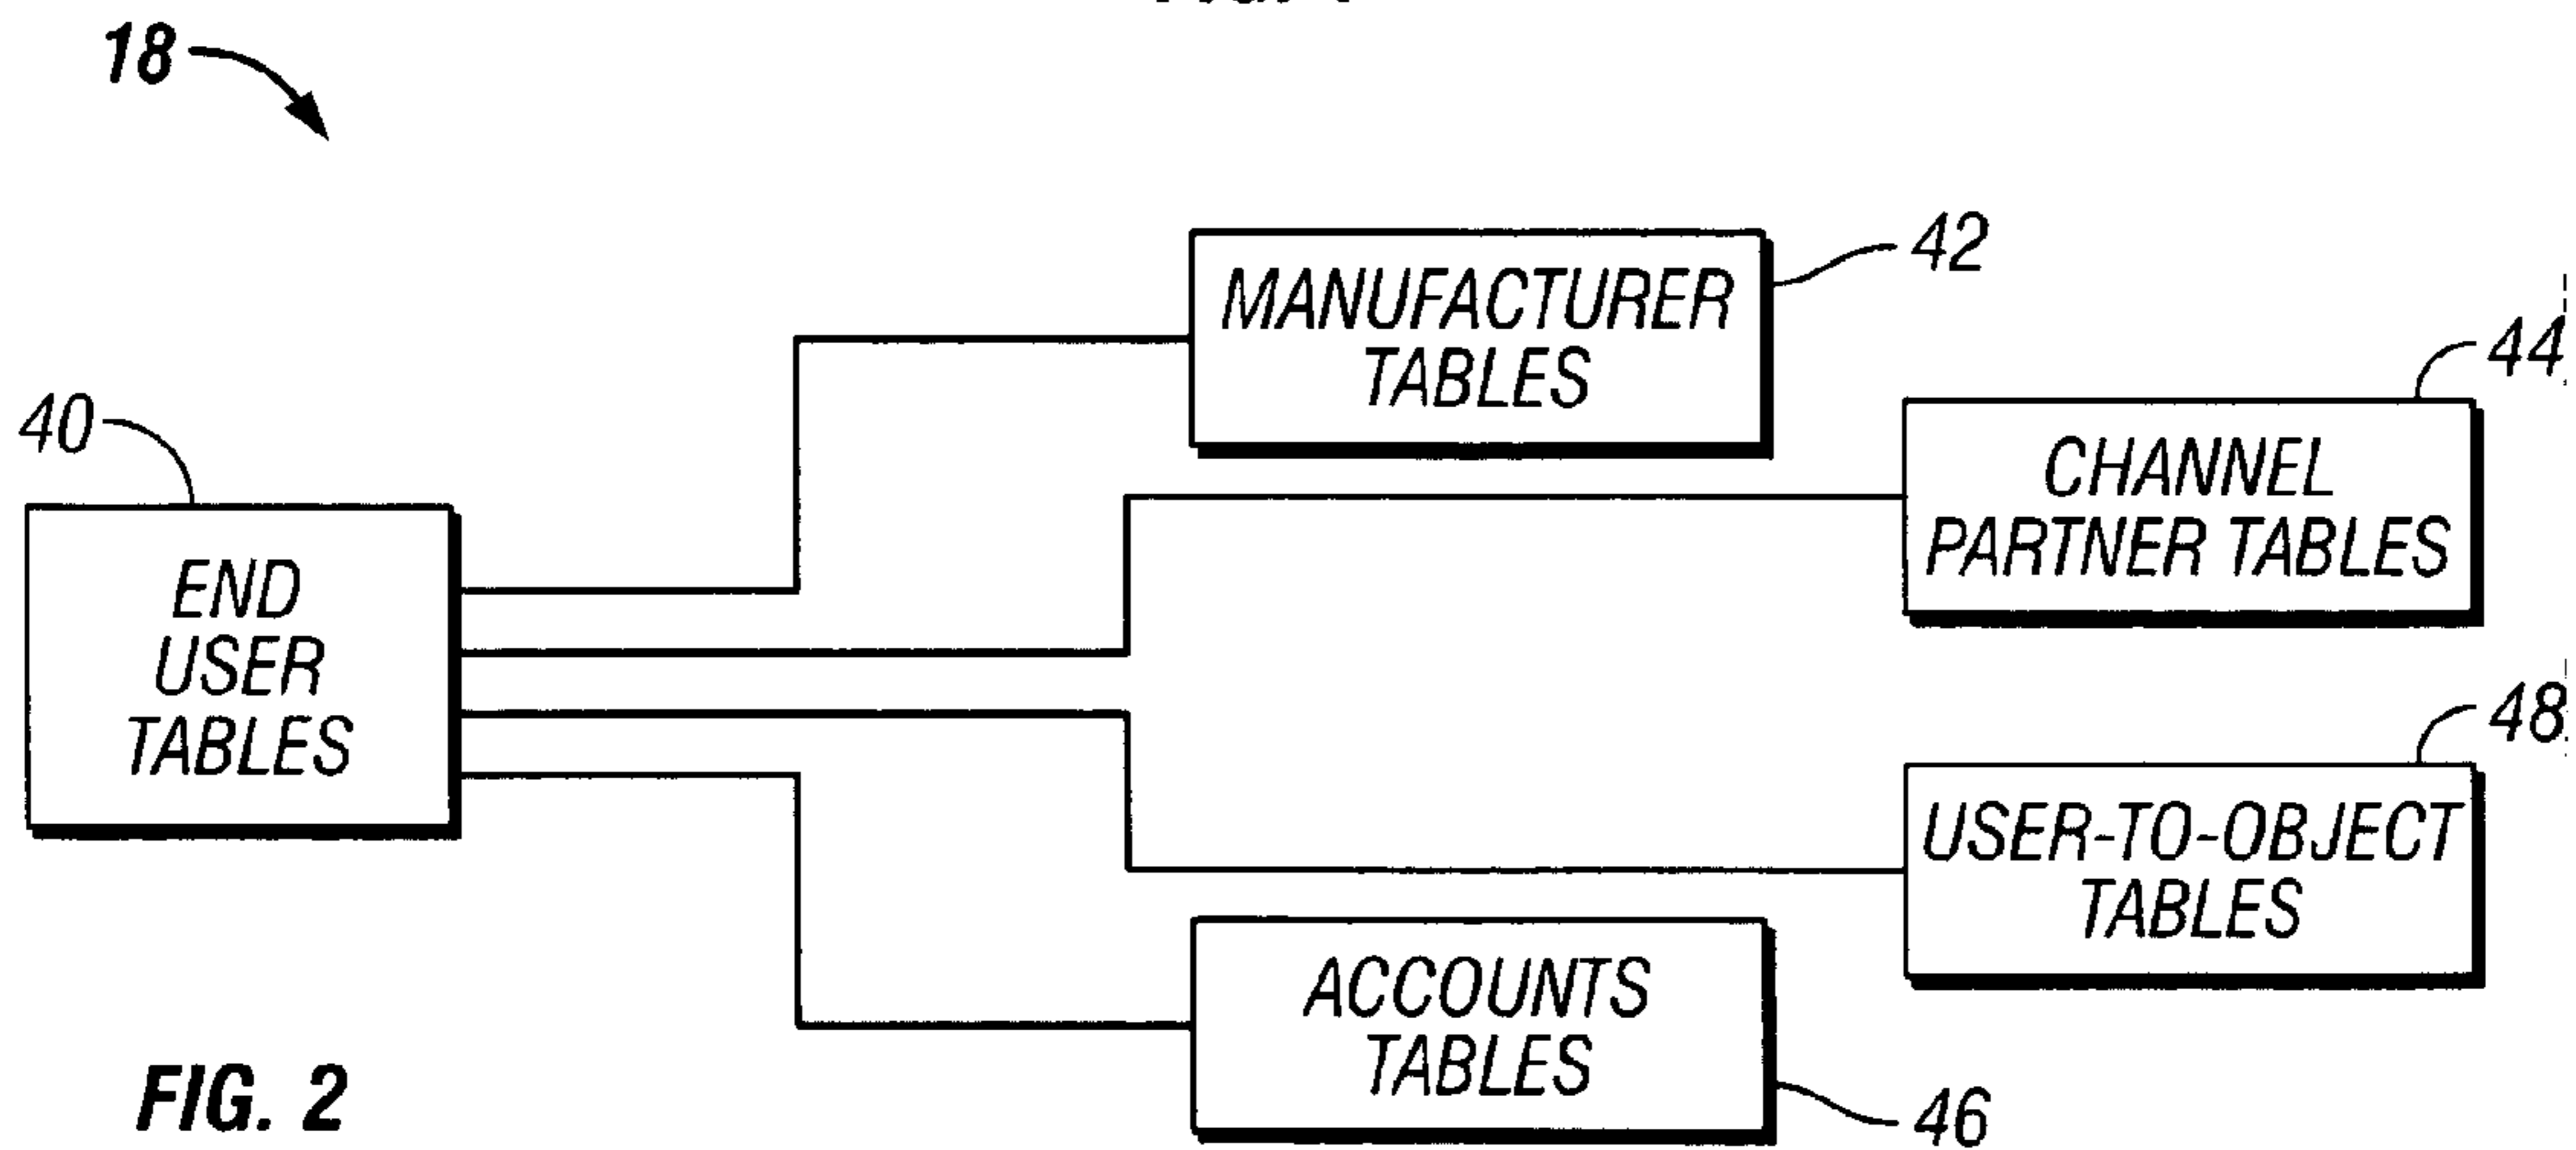 18
42
MANUFACTURER
TABLES
44
40
CHANNEL
PARTNER TABLES
END
USER
TABLES
48
USER-TO-OBJECT
TABLES
ACCOUNTS
TABLES
46
FIG. 2